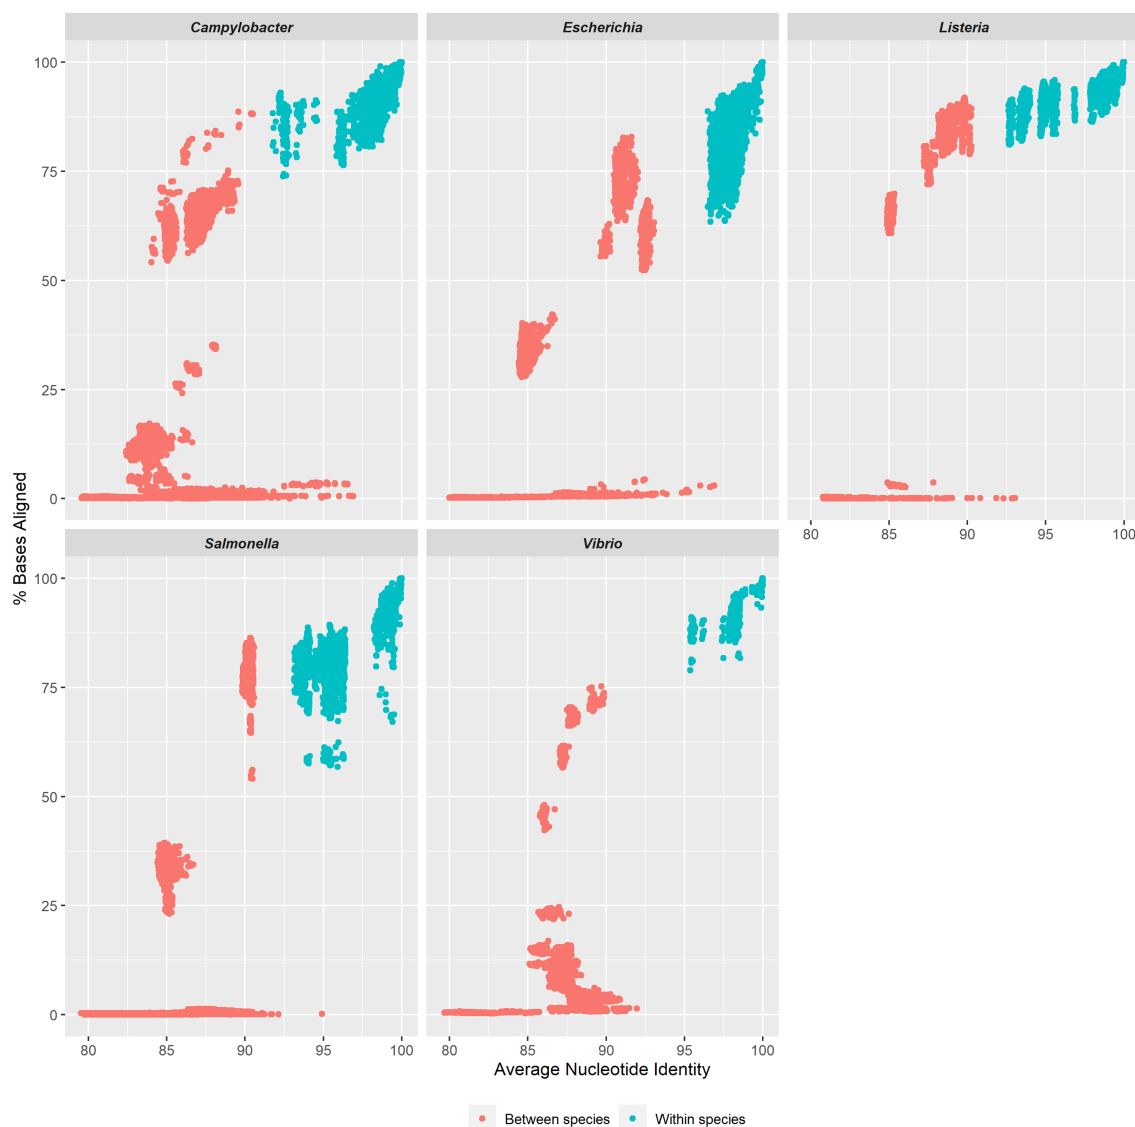 Campylobacter
Escherichia
Listeria
100
75
50
25
0
80 85 90 95 100
Salmonella
Vibrio
% Bases Aligned
100
75
50
25
0
80 85 90 95 100
80 85 90 95 100
Average Nucleotide Identity
Between species
Within species